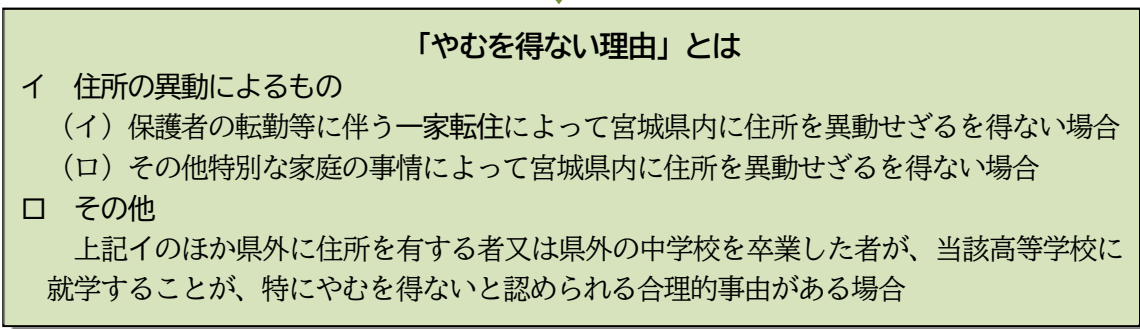 「やむを得ない理由」とは
イ　住所の異動によるもの
（イ）保護者の転勤等に伴う一家転住によって宮城県内に住所を異動せざるを得ない場合
（ロ）その他特別な家庭の事情によって宮城県内に住所を異動せざるを得ない場合
ロ　その他
上記イのほか県外に住所を有する者又は県外の中学校を卒業した者が、当該高等学校に
就学することが、特にやむを得ないと認められる合理的事由がある場合